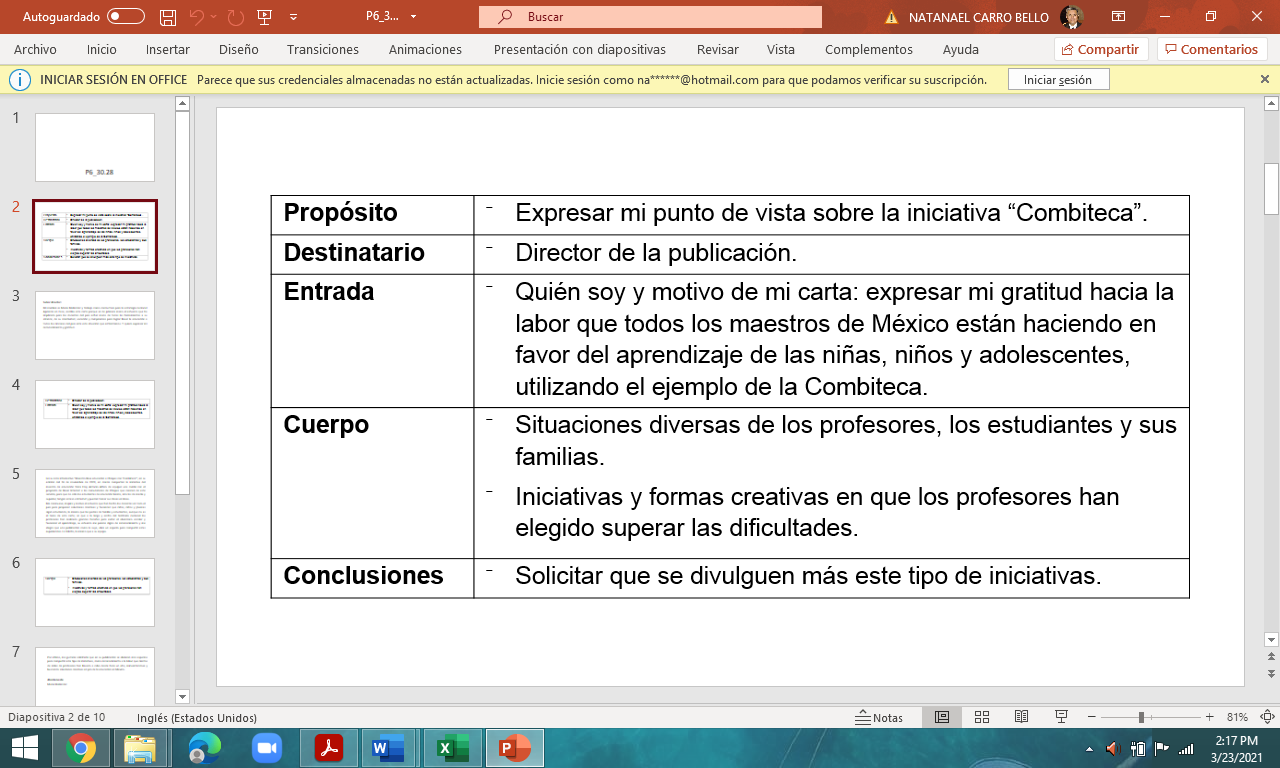 Autoguardado
P6_3...
Buscar
NATANAEL CARRO BELLO
Archivo Inicio Insertar Diseño Transiciones Animaciones Presentación con diapositivas Revisar Vista Complementos Ayuda Compartir Comentarios
INICIAR SESIÓN EN OFFICE Parece que sus credenciales almacenadas no están actualizadas. Inicie sesión como na******@hotmail.com para que podamos verificar su suscripción. Iniciar sesión
1
P6_30.28
2
3
4
5
6
7
Propósito - Expresar mi punto de vista sobre la iniciativa “Combiteca”.
Destinatario - Director de la publicación.
Entrada - Quién soy y motivo de mi carta: expresar mi gratitud hacia la
labor que todos los maestros de México están haciendo en
favor del aprendizaje de las niñas, niños y adolescentes,
utilizando el ejemplo de la Combiteca.
Cuerpo - Situaciones diversas de los profesores, los estudiantes y sus
familias.
Iniciativas y formas creativas en que los profesores han
elegido superar las dificultades.
Conclusiones - Solicitar que se divulguen más este tipo de iniciativas.
Diapositiva 2 de 10 Inglés (Estados Unidos) Notas 81%
2:17 PM
3/23/2021